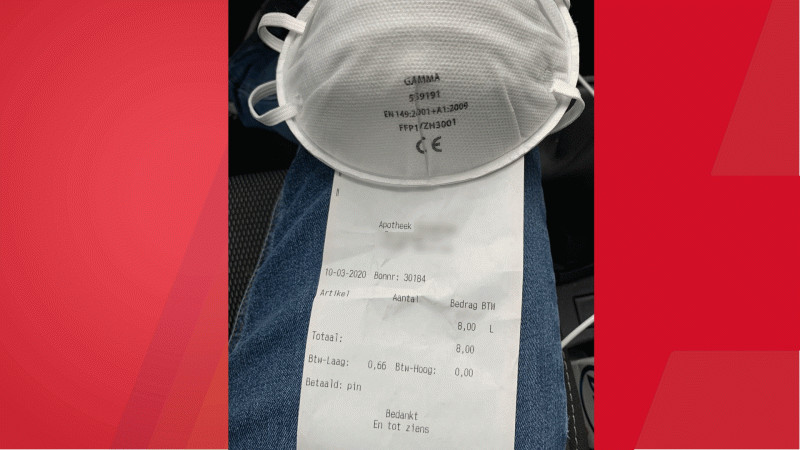 GAMMA
559191
EN 149:2001+A1:2009
FFP1/ZH3001
CE
Apotheek
10-03-2020 Bonnr: 30184
Artikel Aantal Bedrag BTW
8,00 L
Totaal: 8,00
Btw-Laag: 0,66 Btw-Hoog: 0,00
Betaald: pin
Bedankt
En tot ziens